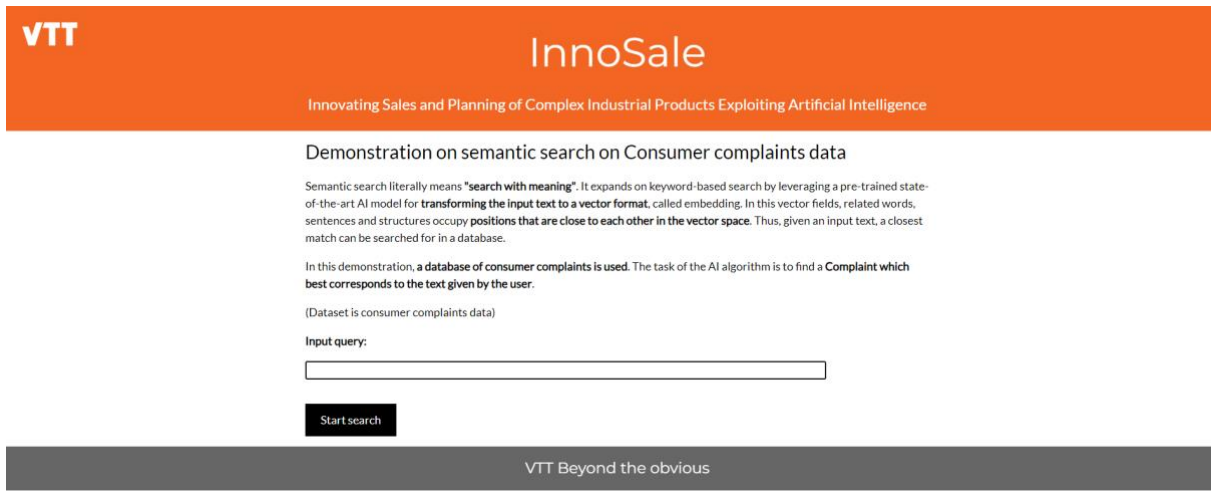 VTT
InnoSale
Innovating Sales and Planning of Complex Industrial Products Exploiting Artificial Intelligence
Demonstration on semantic search on Consumer complaints data
Semantic search literally means "search with meaning". It expands on keyword-based search by leveraging a pre-trained state-
of-the-art AI model for transforming the input text to a vector format, called embedding. In this vector fields, related words,
sentences and structures occupy positions that are close to each other in the vector space. Thus, given an input text, a closest
match can be searched for in a database.
In this demonstration, a database of consumer complaints is used. The task of the AI algorithm is to find a Complaint which
best corresponds to the text given by the user.
(Dataset is consumer complaints data)
Input query:
Start search
VTT Beyond the obvious